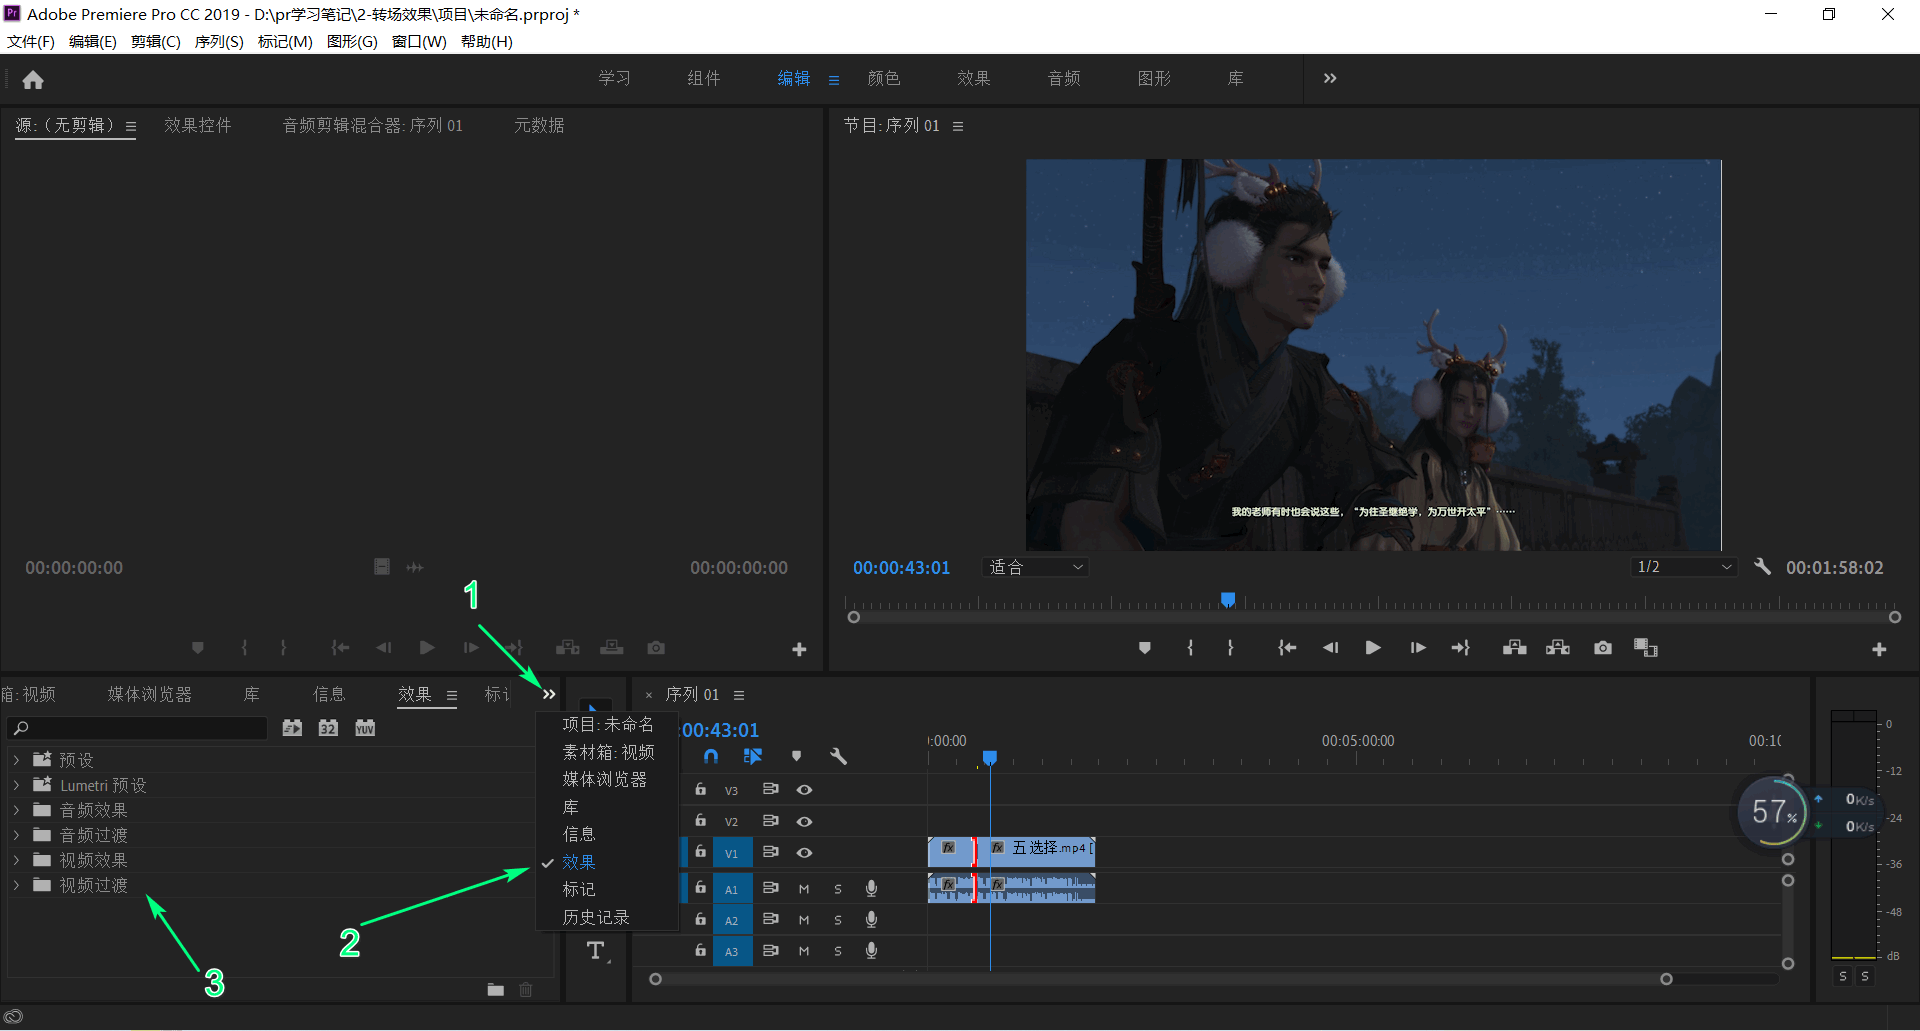 Pr Adobe Premiere Pro CC 2019 - D:\pr学习笔记\2-转场效果\项目\未命名.prproj *
文件(F) 编辑(E) 剪辑(C) 序列(S) 标记(M) 图形(G) 窗口(W) 帮助(H)
学习 组件 编辑 颜色 效果 音频 图形 库
源:（无剪辑） 效果控件 音频剪辑混合器: 序列 01 元数据
节目: 序列 01
我的老师有时也会说这些，“为往圣继绝学，为万世开太平”……
00:00:00:00 00:00:00:00
00:00:43:01 适合 1/2 00:01:58:02
1
箱: 视频 媒体浏览器 库 信息 效果 标记
32 YUV
预设
Lumetri 预设
音频效果
音频过渡
视频效果
视频过渡
项目: 未命名
素材箱: 视频
媒体浏览器
库
信息
效果
标记
历史记录
2
3
T
× 序列 01
:00:43:01
:00:00 00:05:00:00 00:10
V3
V2
V1 fx fx 五 选择.mp4 [
A1 M S fx fx
A2 M S
A3 M S
57%
0K/s
0K/s
0
-12
-24
-36
-48
dB
S S